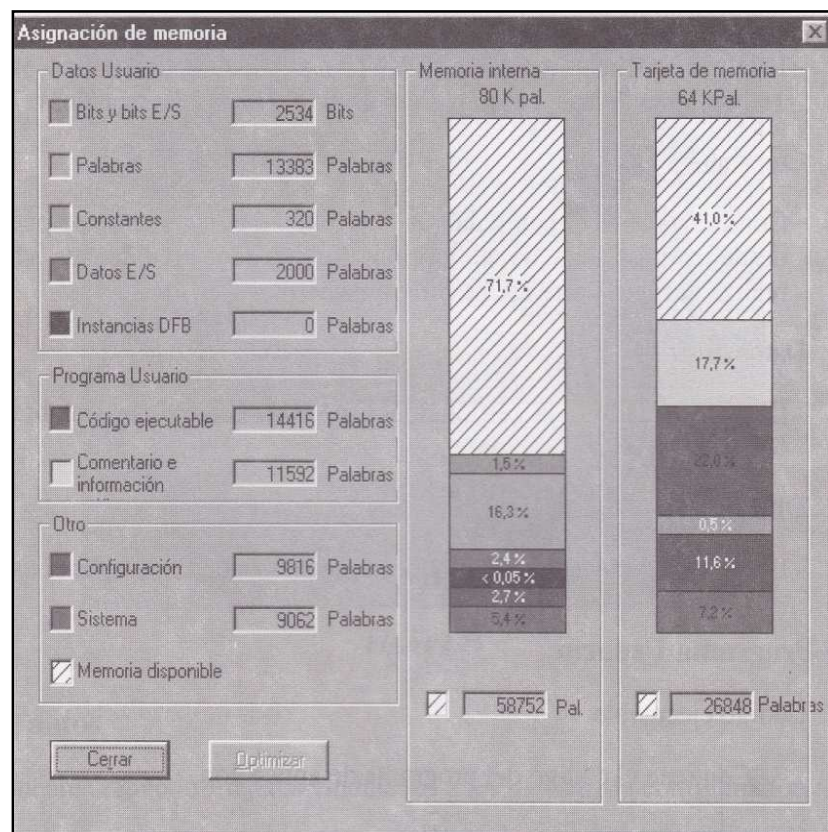 Asignación de memoria
Datos Usuario
Bits y bits E/S 2534 Bits
Palabras 13383 Palabras
Constantes 320 Palabras
Datos E/S 2000 Palabras
Instancias DFB 0 Palabras
Programa Usuario
Código ejecutable 14416 Palabras
Comentario e
información 11592 Palabras
Otro
Configuración 9816 Palabras
Sistema 9062 Palabras
Memoria disponible
Cerrar Optimizar
Memoria interna
80 K pal.
71,7 %
1,5 %
16,3 %
2,4 %
< 0,05 %
2,7 %
5,4 %
58752 Pal.
Tarjeta de memoria
64 KPal.
41,0 %
17,7 %
22,0 %
0,5 %
11,6 %
7,2 %
26848 Palabras